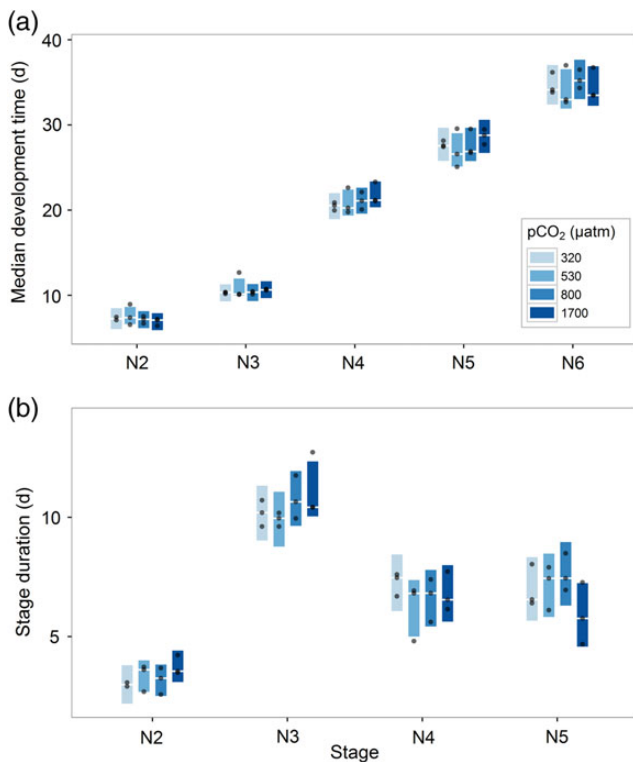 (a)
Median development time (d)
40
30
20
10
pCO₂ (µatm)
320
530
800
1700
N2 N3 N4 N5 N6
(b)
Stage duration (d)
10
5
N2 N3 N4 N5
Stage